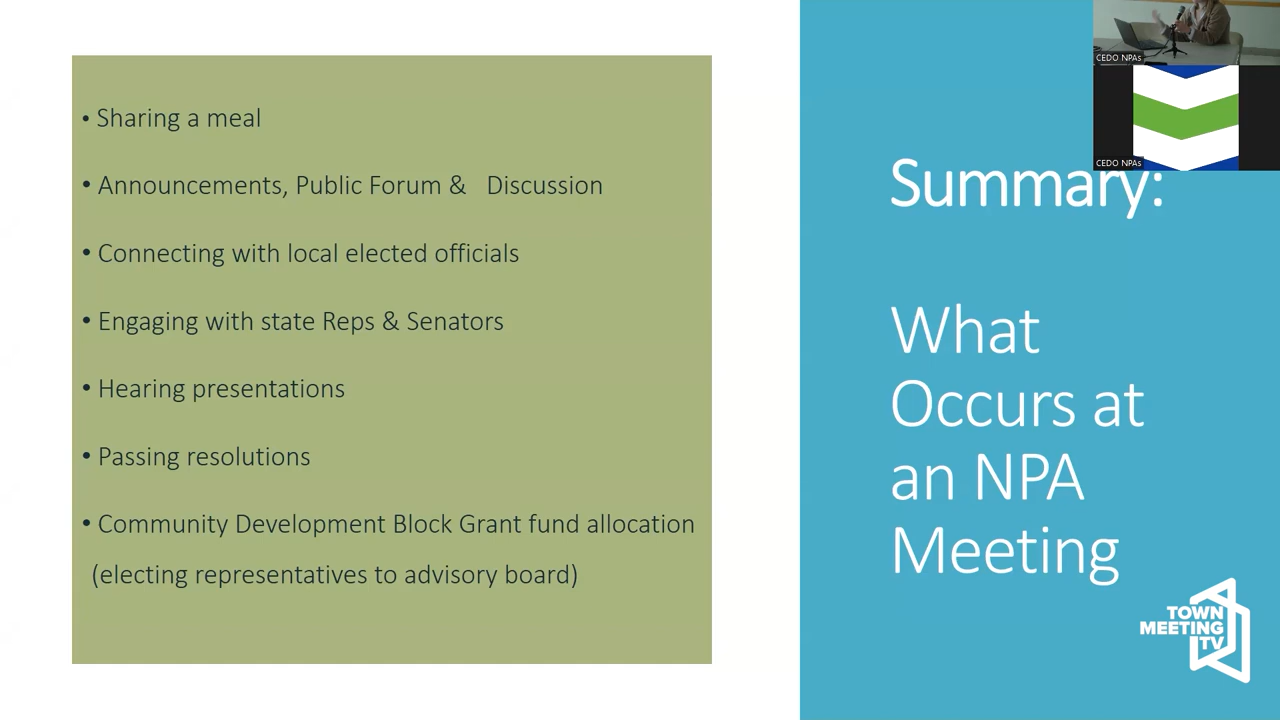 • Sharing a meal
• Announcements, Public Forum &   Discussion
• Connecting with local elected officials
• Engaging with state Reps & Senators
• Hearing presentations
• Passing resolutions
• Community Development Block Grant fund allocation
(electing representatives to advisory board)
CEDO NPAs
CEDO NPAs
Summary:
What
Occurs at
an NPA
Meeting
TOWN
MEETING
TV